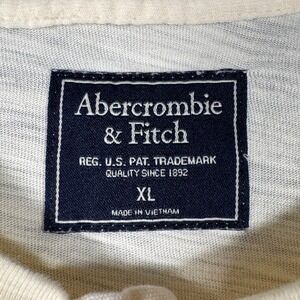 Abercrombie
& Fitch
REG. U.S. PAT. TRADEMARK
QUALITY SINCE 1892
XL
MADE IN VIETNAM